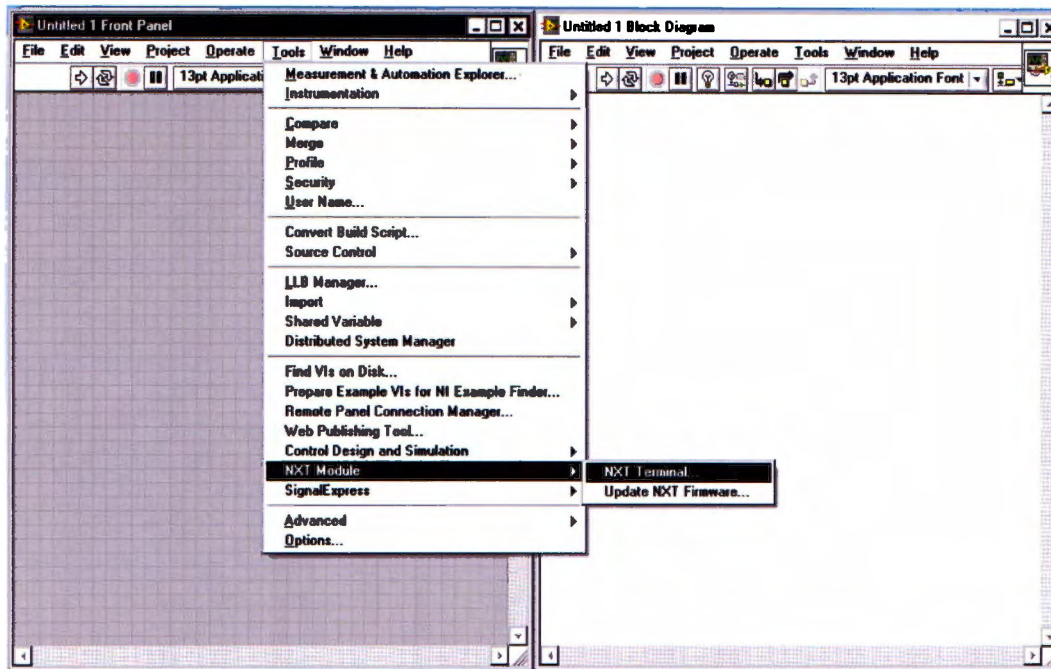 Untitled 1 Front Panel
File Edit View Project Operate Tools Window Help
13pt Applicati
Measurement & Automation Explorer...
Instrumentation
Compare
Merge
Profile
Security
User Name...
Convert Build Script...
Source Control
LLB Manager...
Import
Shared Variable
Distributed System Manager
Find VIs on Disk...
Prepare Example VIs for NI Example Finder...
Remote Panel Connection Manager...
Web Publishing Tool...
Control Design and Simulation
NXT Module
SignalExpress
Advanced
Options...
NXT Terminal...
Update NXT Firmware...
Untitled 1 Block Diagram
File Edit View Project Operate Tools Window Help
13pt Application Font